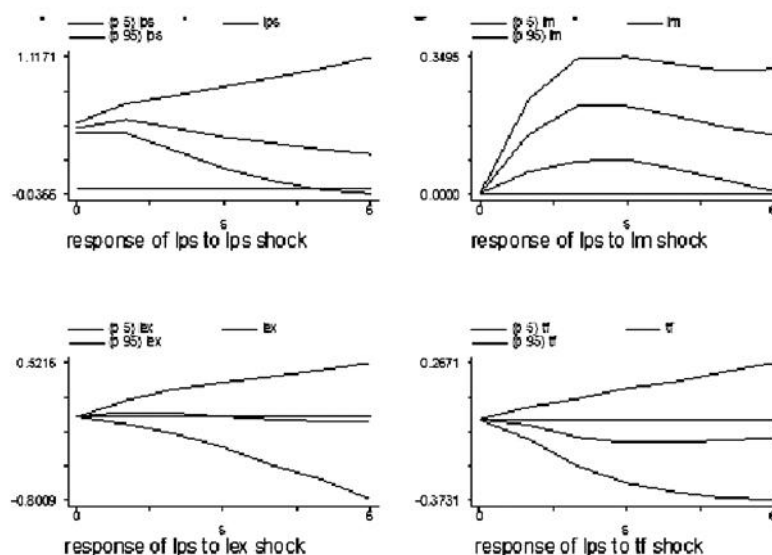 (p 5) lps lps
(p 95) lps
1.1171
-0.0366
0 6
s
response of lps to lps shock
(p 5) lm lm
(p 95) lm
0.3495
0.0000
0 6
s
response of lps to lm shock
(p 5) lex lex
(p 95) lex
0.5216
-0.8009
0 6
s
response of lps to lex shock
(p 5) tf tf
(p 95) tf
0.2671
-0.3731
0 6
s
response of lps to tf shock